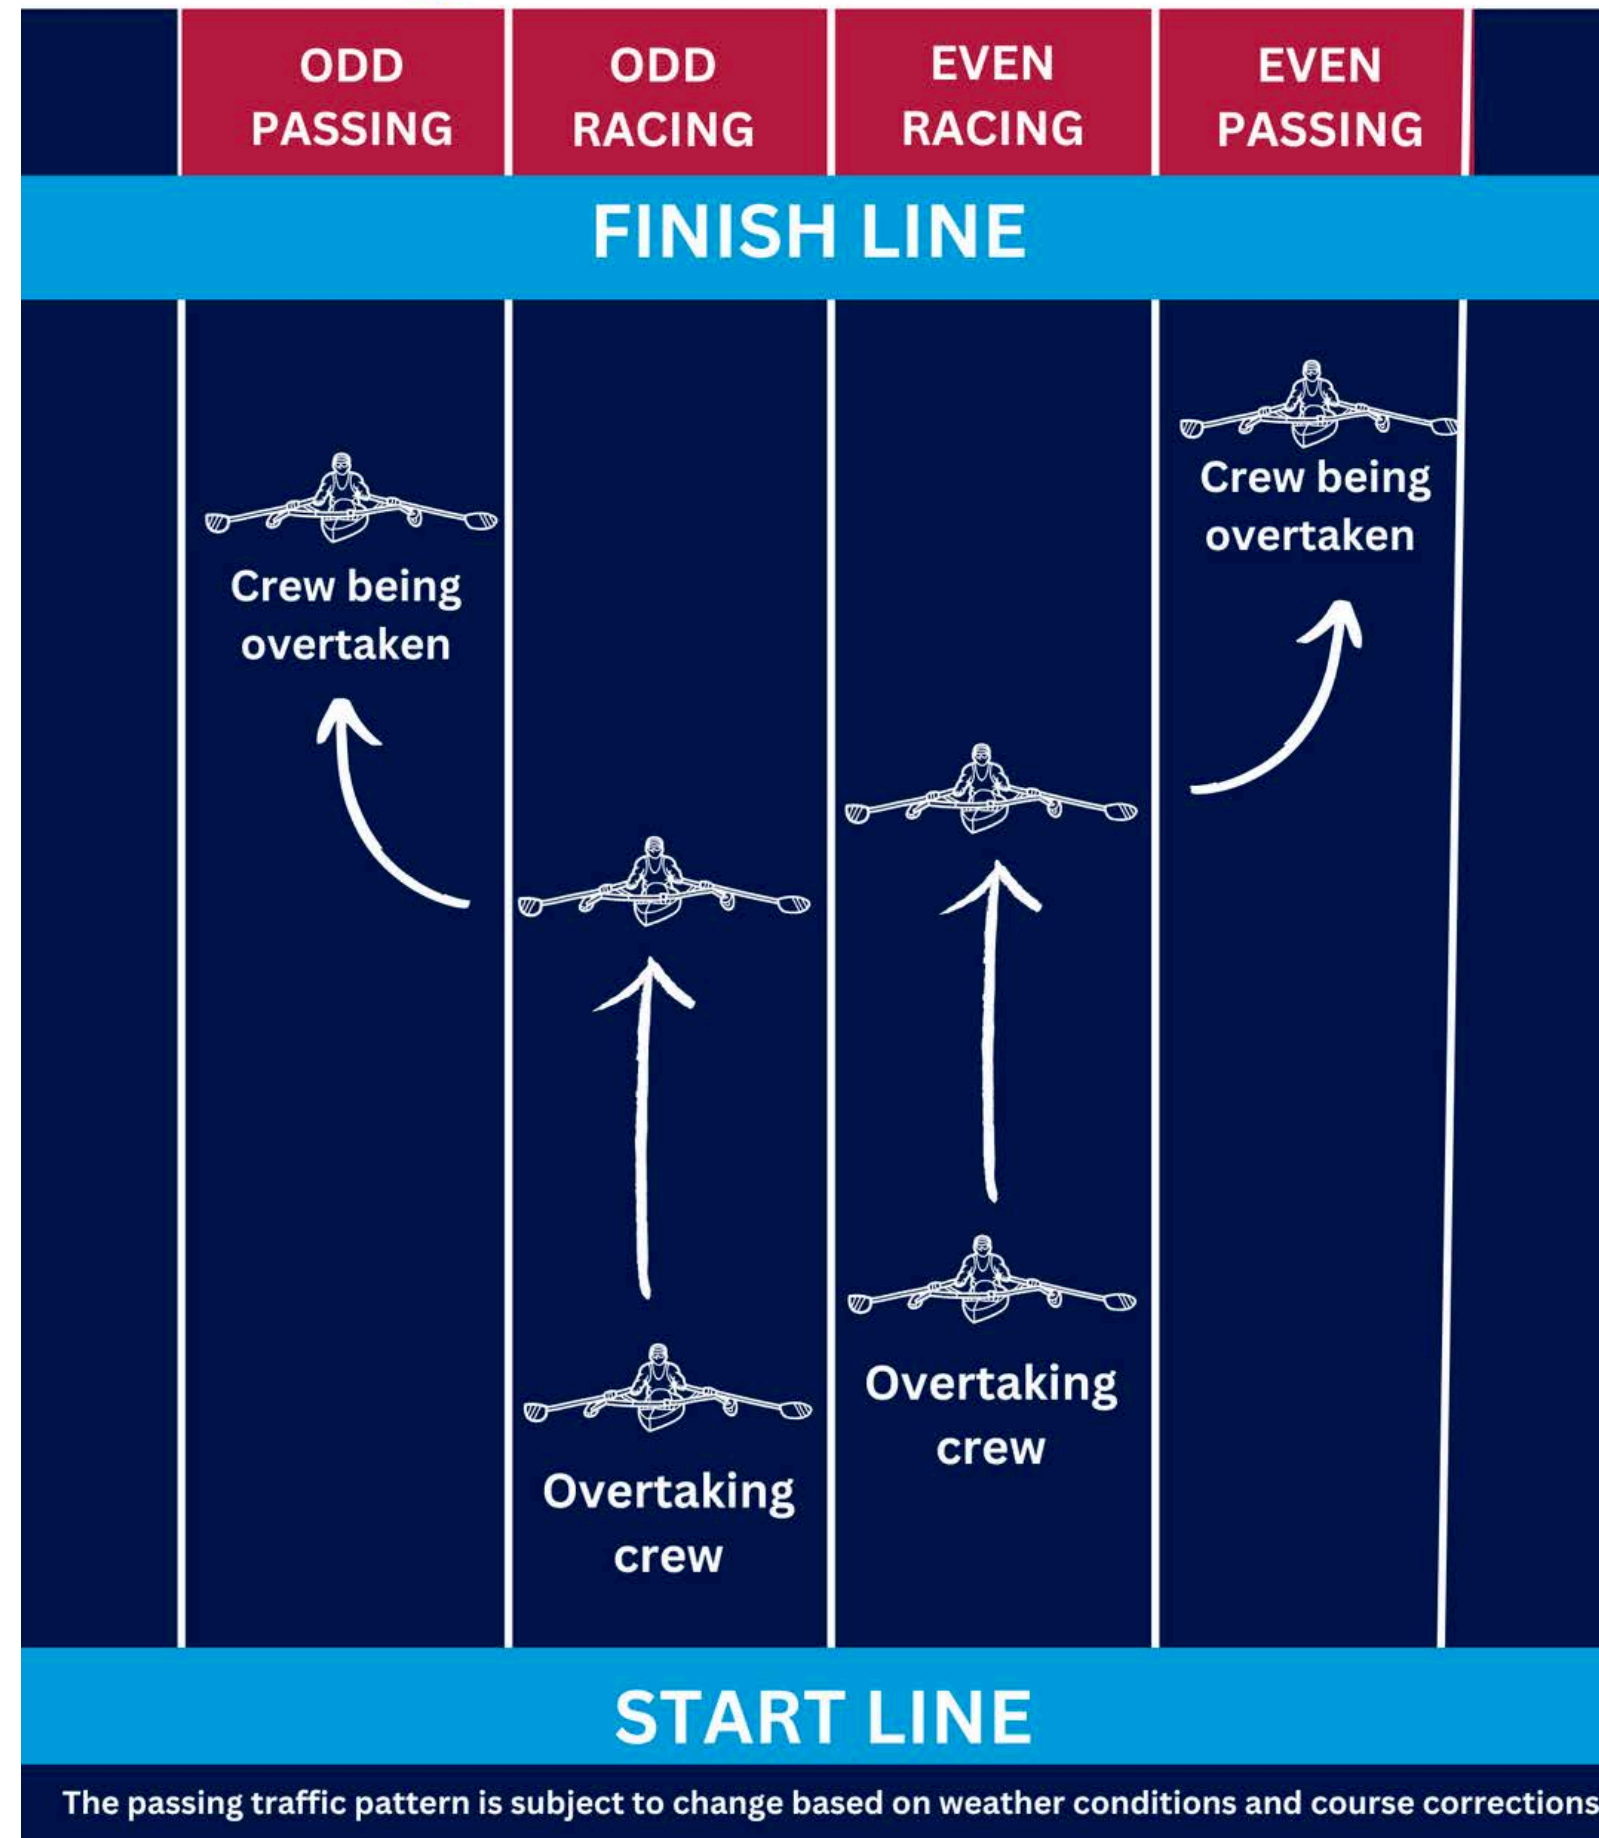 ODD
PASSING
ODD
RACING
EVEN
RACING
EVEN
PASSING
FINISH LINE
Crew being
overtaken
Crew being
overtaken
Overtaking
crew
Overtaking
crew
START LINE
The passing traffic pattern is subject to change based on weather conditions and course corrections